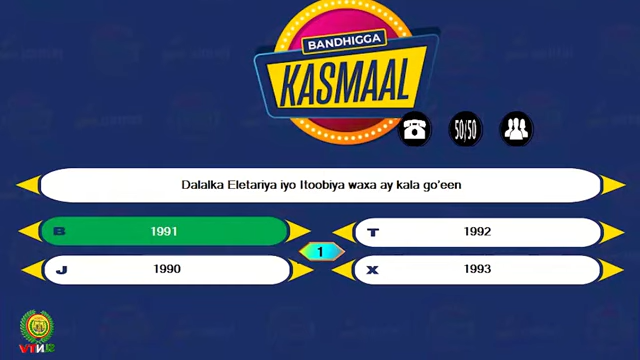 BANDHIGGA
KASMAAL
50/50
Dalalka Eletariya iyo Itoobiya waxa ay kala go'een
B 1991
T 1992
1
J 1990
X 1993